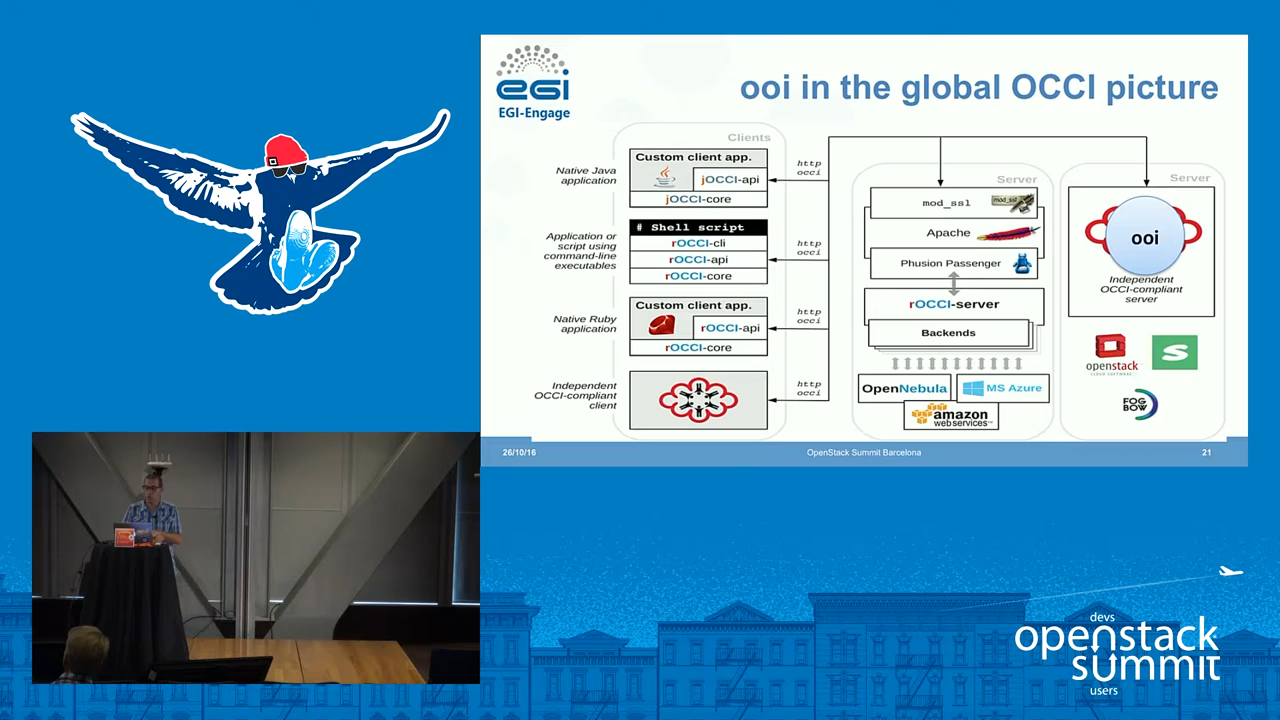 EGI
EGI-Engage
ooi in the global OCCI picture
Clients
Native Java
application
Custom client app.
jOCCI-api
jOCCI-core
http
occi
Application or
script using
command-line
executables
# Shell script
rOCCI-cli
rOCCI-api
rOCCI-core
http
occi
Native Ruby
application
Custom client app.
rOCCI-api
rOCCI-core
http
occi
Independent
OCCI-compliant
client
http
occi
Server
mod_ssl
mod_ssl
Apache
Phusion Passenger
rOCCI-server
Backends
OpenNebula
MS Azure
amazon
webservices™
Server
ooi
Independent
OCCI-compliant
server
openstack
CLOUD SOFTWARE
S
FOG
BOW
26/10/16
OpenStack Summit Barcelona
21
devs
openstack
summit
users